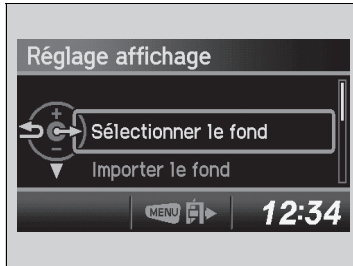 Réglage affichage
Sélectionner le fond
Importer le fond
MENU
12:34